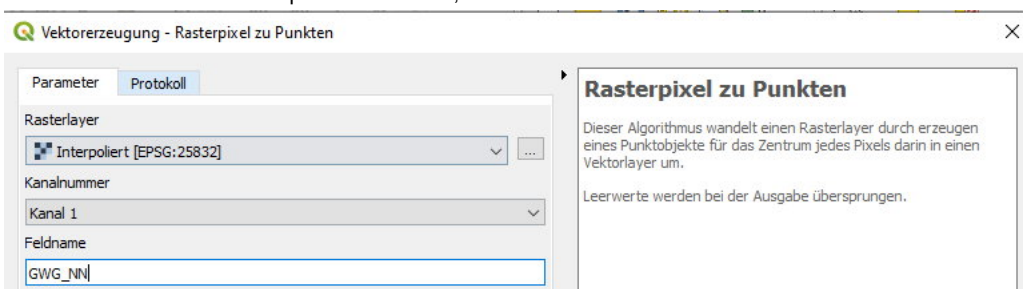 Vektorerzeugung - Rasterpixel zu Punkten
Parameter
Protokoll
Rasterlayer
Interpoliert [EPSG:25832]
...
Kanalnummer
Kanal 1
Feldname
GWG_NN
Rasterpixel zu Punkten
Dieser Algorithmus wandelt einen Rasterlayer durch erzeugen
eines Punktobjekte für das Zentrum jedes Pixels darin in einen
Vektorlayer um.
Leerwerte werden bei der Ausgabe übersprungen.